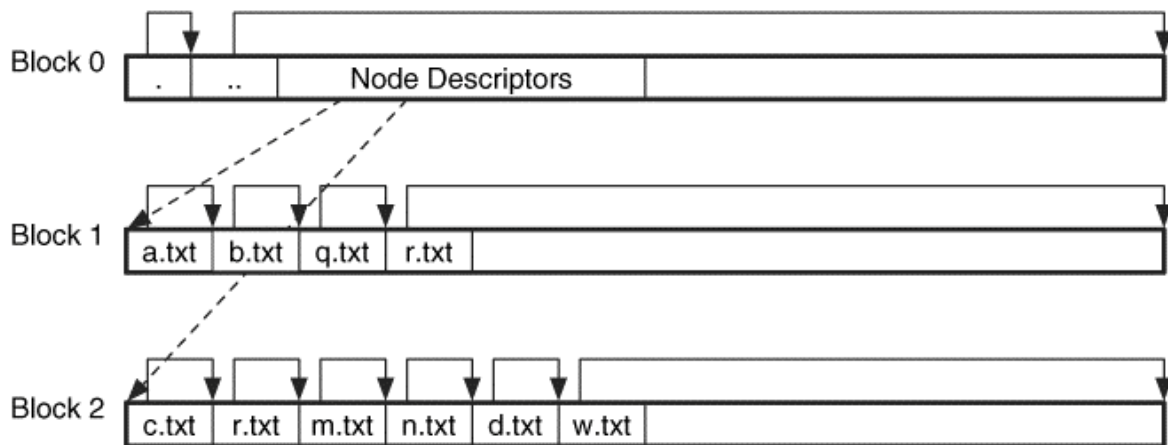 Block 0
. .. Node Descriptors
Block 1
a.txt b.txt q.txt r.txt
Block 2
c.txt r.txt m.txt n.txt d.txt w.txt